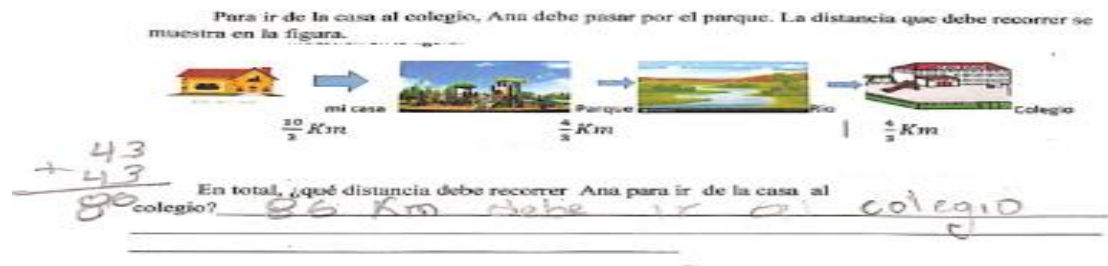 Para ir de la casa al colegio, Ana debe pasar por el parque. La distancia que debe recorrer se
muestra en la figura.
mi casa Parque Rio Colegio
10/3 Km 4/3 Km 4/3 Km
43
+ 43
86
En total, ¿qué distancia debe recorrer Ana para ir de la casa al
colegio? 86 Km debe ir al colegio